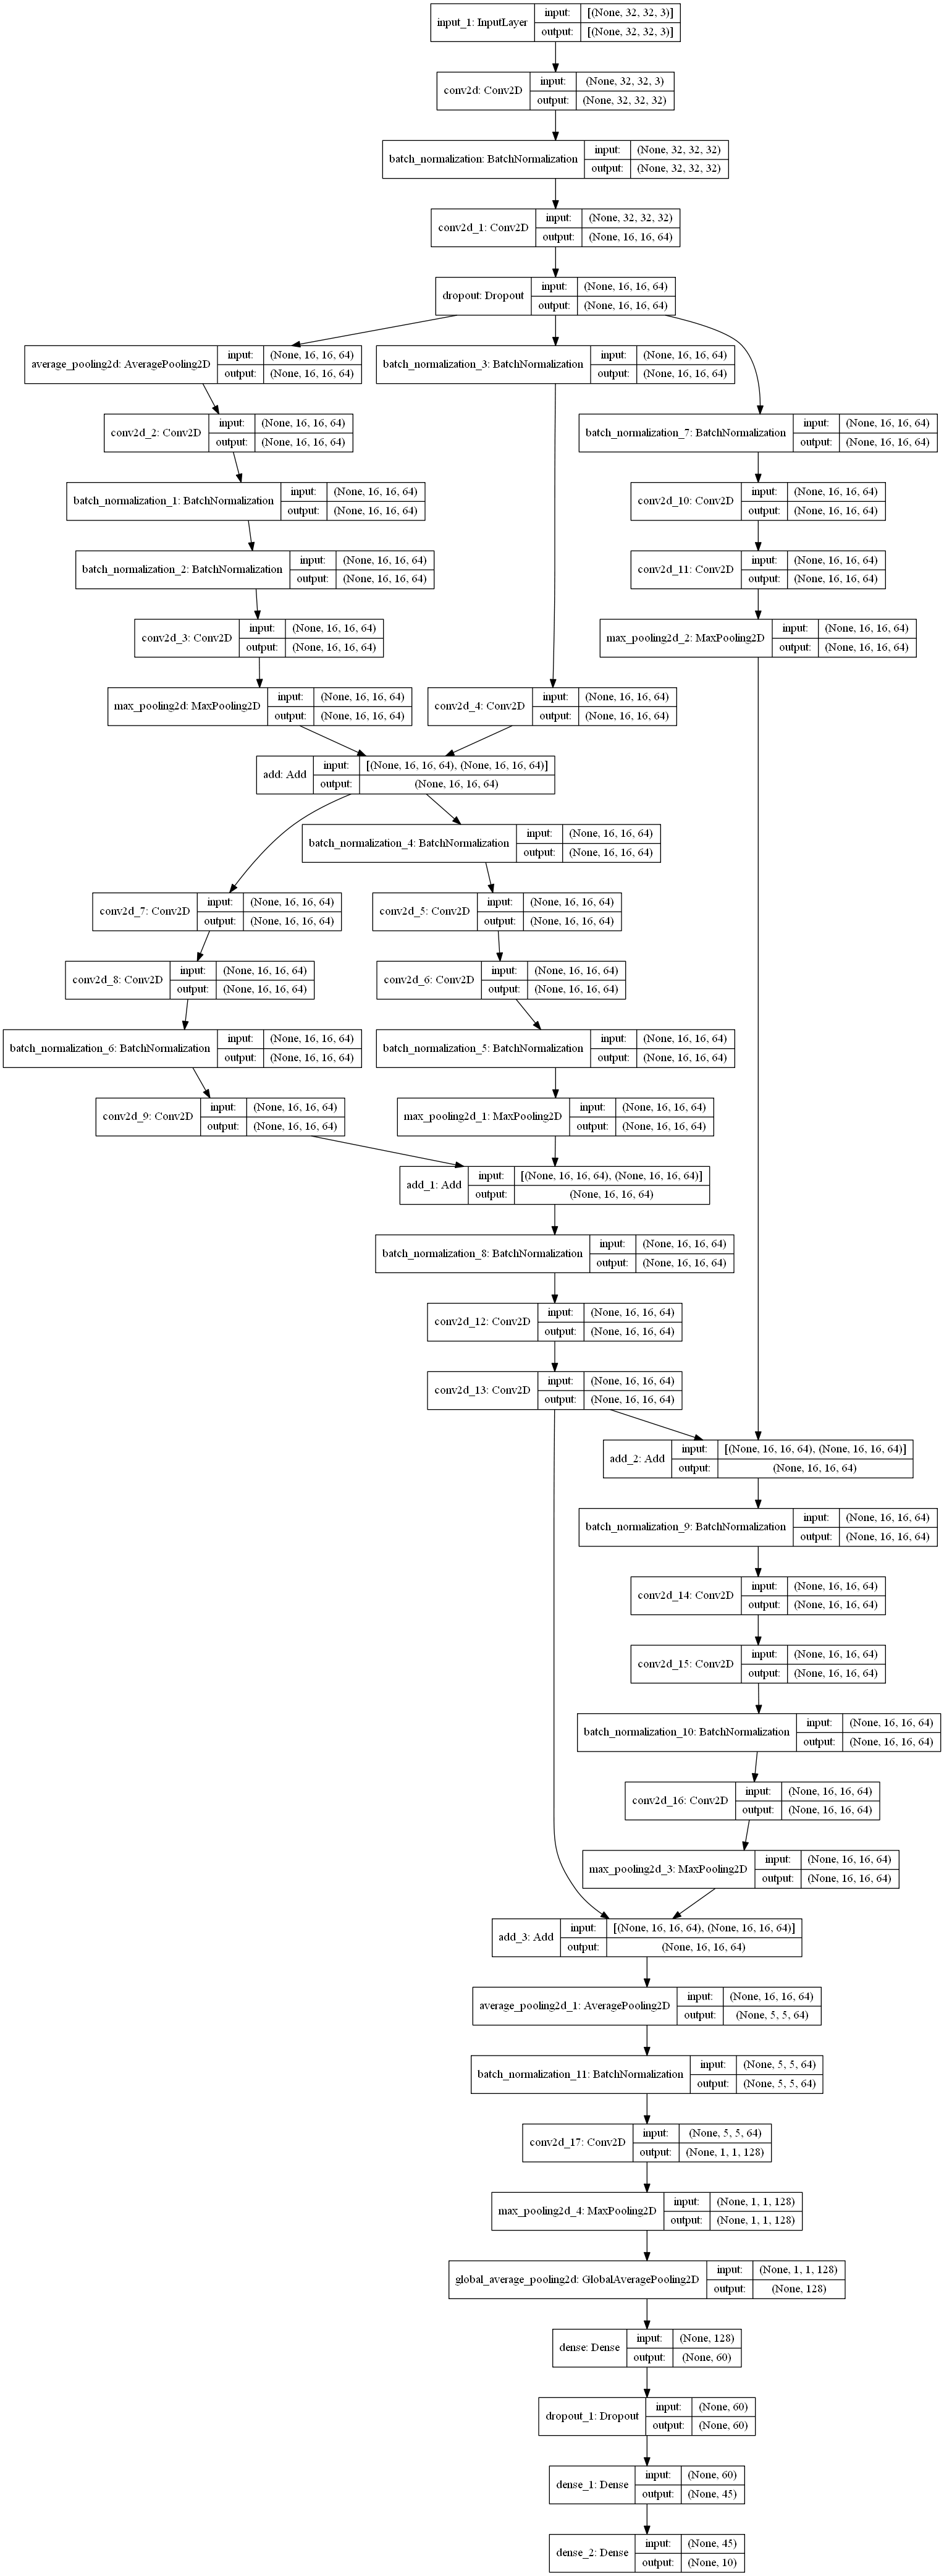 input_1: InputLayer input: [(None, 32, 32, 3)]
output: [(None, 32, 32, 3)]
conv2d: Conv2D input: (None, 32, 32, 3)
output: (None, 32, 32, 32)
batch_normalization: BatchNormalization input: (None, 32, 32, 32)
output: (None, 32, 32, 32)
conv2d_1: Conv2D input: (None, 32, 32, 32)
output: (None, 16, 16, 64)
dropout: Dropout input: (None, 16, 16, 64)
output: (None, 16, 16, 64)
average_pooling2d: AveragePooling2D input: (None, 16, 16, 64)
output: (None, 16, 16, 64)
batch_normalization_3: BatchNormalization input: (None, 16, 16, 64)
output: (None, 16, 16, 64)
conv2d_2: Conv2D input: (None, 16, 16, 64)
output: (None, 16, 16, 64)
batch_normalization_7: BatchNormalization input: (None, 16, 16, 64)
output: (None, 16, 16, 64)
batch_normalization_1: BatchNormalization input: (None, 16, 16, 64)
output: (None, 16, 16, 64)
conv2d_10: Conv2D input: (None, 16, 16, 64)
output: (None, 16, 16, 64)
batch_normalization_2: BatchNormalization input: (None, 16, 16, 64)
output: (None, 16, 16, 64)
conv2d_11: Conv2D input: (None, 16, 16, 64)
output: (None, 16, 16, 64)
conv2d_3: Conv2D input: (None, 16, 16, 64)
output: (None, 16, 16, 64)
max_pooling2d_2: MaxPooling2D input: (None, 16, 16, 64)
output: (None, 16, 16, 64)
max_pooling2d: MaxPooling2D input: (None, 16, 16, 64)
output: (None, 16, 16, 64)
conv2d_4: Conv2D input: (None, 16, 16, 64)
output: (None, 16, 16, 64)
add: Add input: [(None, 16, 16, 64), (None, 16, 16, 64)]
output: (None, 16, 16, 64)
batch_normalization_4: BatchNormalization input: (None, 16, 16, 64)
output: (None, 16, 16, 64)
conv2d_7: Conv2D input: (None, 16, 16, 64)
output: (None, 16, 16, 64)
conv2d_5: Conv2D input: (None, 16, 16, 64)
output: (None, 16, 16, 64)
conv2d_8: Conv2D input: (None, 16, 16, 64)
output: (None, 16, 16, 64)
conv2d_6: Conv2D input: (None, 16, 16, 64)
output: (None, 16, 16, 64)
batch_normalization_6: BatchNormalization input: (None, 16, 16, 64)
output: (None, 16, 16, 64)
batch_normalization_5: BatchNormalization input: (None, 16, 16, 64)
output: (None, 16, 16, 64)
conv2d_9: Conv2D input: (None, 16, 16, 64)
output: (None, 16, 16, 64)
max_pooling2d_1: MaxPooling2D input: (None, 16, 16, 64)
output: (None, 16, 16, 64)
add_1: Add input: [(None, 16, 16, 64), (None, 16, 16, 64)]
output: (None, 16, 16, 64)
batch_normalization_8: BatchNormalization input: (None, 16, 16, 64)
output: (None, 16, 16, 64)
conv2d_12: Conv2D input: (None, 16, 16, 64)
output: (None, 16, 16, 64)
conv2d_13: Conv2D input: (None, 16, 16, 64)
output: (None, 16, 16, 64)
add_2: Add input: [(None, 16, 16, 64), (None, 16, 16, 64)]
output: (None, 16, 16, 64)
batch_normalization_9: BatchNormalization input: (None, 16, 16, 64)
output: (None, 16, 16, 64)
conv2d_14: Conv2D input: (None, 16, 16, 64)
output: (None, 16, 16, 64)
conv2d_15: Conv2D input: (None, 16, 16, 64)
output: (None, 16, 16, 64)
batch_normalization_10: BatchNormalization input: (None, 16, 16, 64)
output: (None, 16, 16, 64)
conv2d_16: Conv2D input: (None, 16, 16, 64)
output: (None, 16, 16, 64)
max_pooling2d_3: MaxPooling2D input: (None, 16, 16, 64)
output: (None, 16, 16, 64)
add_3: Add input: [(None, 16, 16, 64), (None, 16, 16, 64)]
output: (None, 16, 16, 64)
average_pooling2d_1: AveragePooling2D input: (None, 16, 16, 64)
output: (None, 5, 5, 64)
batch_normalization_11: BatchNormalization input: (None, 5, 5, 64)
output: (None, 5, 5, 64)
conv2d_17: Conv2D input: (None, 5, 5, 64)
output: (None, 1, 1, 128)
max_pooling2d_4: MaxPooling2D input: (None, 1, 1, 128)
output: (None, 1, 1, 128)
global_average_pooling2d: GlobalAveragePooling2D input: (None, 1, 1, 128)
output: (None, 128)
dense: Dense input: (None, 128)
output: (None, 60)
dropout_1: Dropout input: (None, 60)
output: (None, 60)
dense_1: Dense input: (None, 60)
output: (None, 45)
dense_2: Dense input: (None, 45)
output: (None, 10)